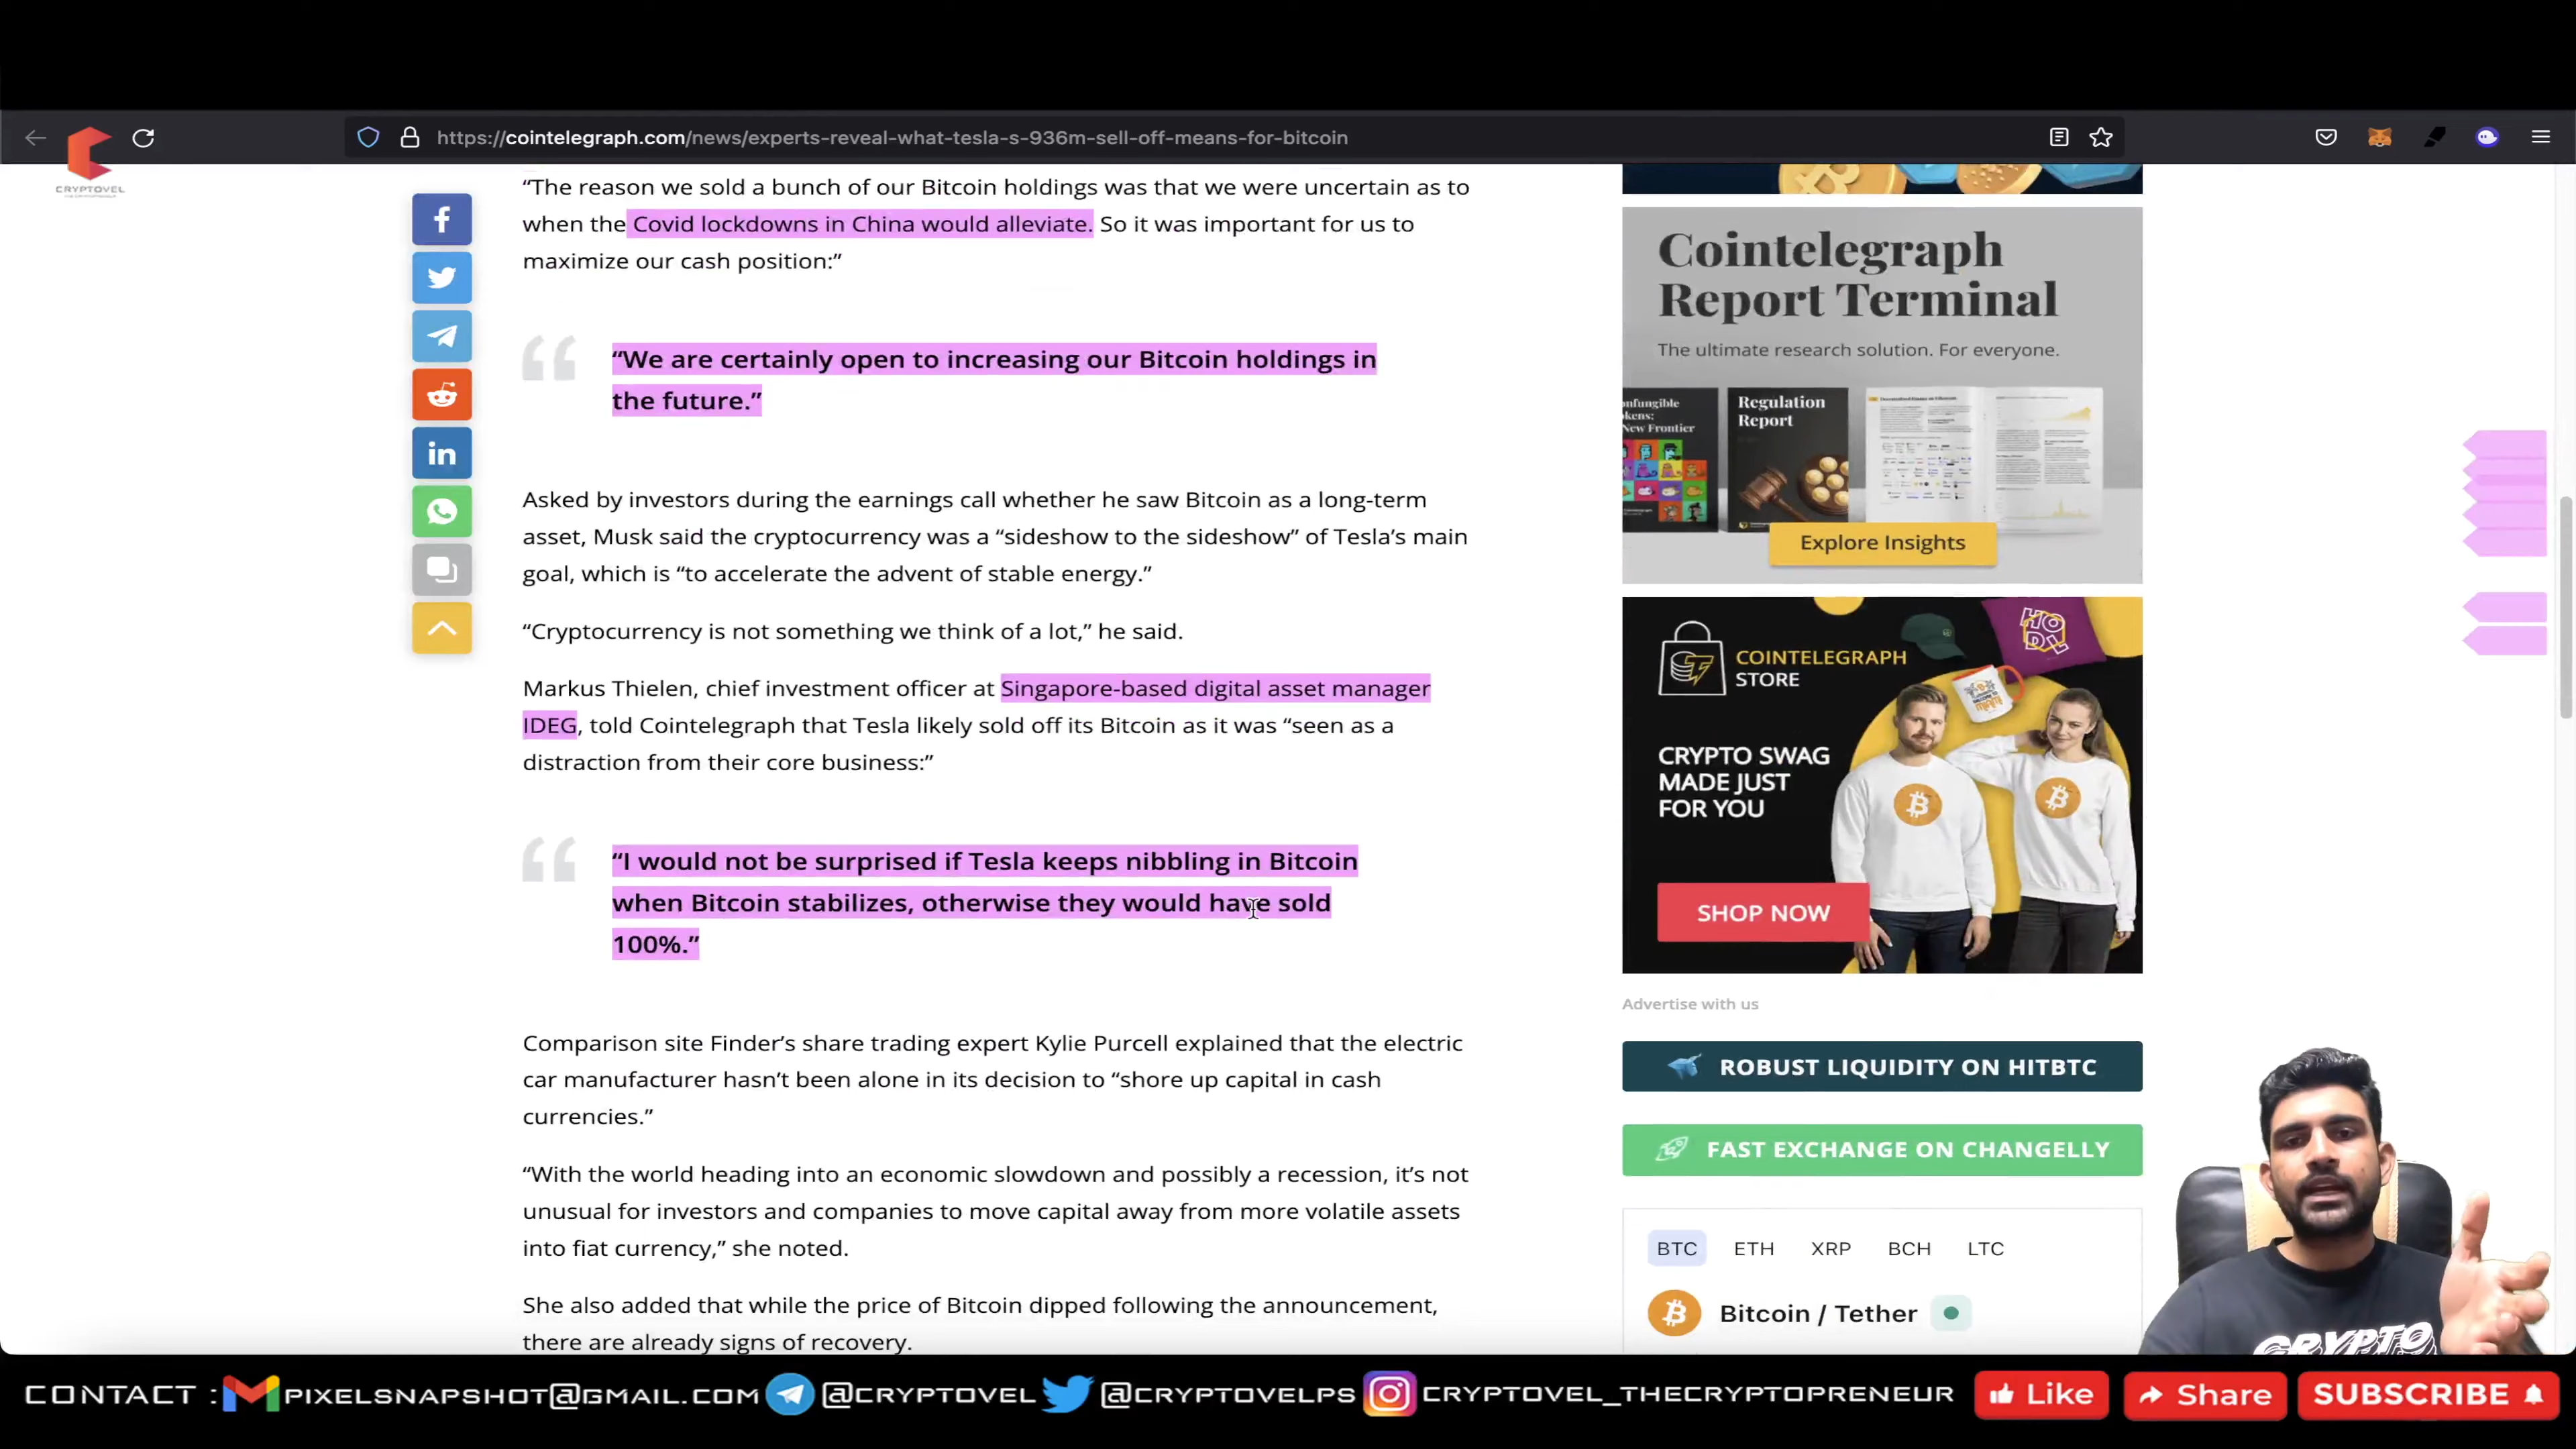 https://cointelegraph.com/news/experts-reveal-what-tesla-s-936m-sell-off-means-for-bitcoin
CRYPTOVEL
“The reason we sold a bunch of our Bitcoin holdings was that we were uncertain as to
when the Covid lockdowns in China would alleviate. So it was important for us to
maximize our cash position:”
“We are certainly open to increasing our Bitcoin holdings in
the future.”
Asked by investors during the earnings call whether he saw Bitcoin as a long-term
asset, Musk said the cryptocurrency was a “sideshow to the sideshow” of Tesla’s main
goal, which is “to accelerate the advent of stable energy.”
“Cryptocurrency is not something we think of a lot,” he said.
Markus Thielen, chief investment officer at Singapore-based digital asset manager
IDEG, told Cointelegraph that Tesla likely sold off its Bitcoin as it was “seen as a
distraction from their core business:”
“I would not be surprised if Tesla keeps nibbling in Bitcoin
when Bitcoin stabilizes, otherwise they would have sold
100%.”
Comparison site Finder’s share trading expert Kylie Purcell explained that the electric
car manufacturer hasn’t been alone in its decision to “shore up capital in cash
currencies.”
“With the world heading into an economic slowdown and possibly a recession, it’s not
unusual for investors and companies to move capital away from more volatile assets
into fiat currency,” she noted.
She also added that while the price of Bitcoin dipped following the announcement,
there are already signs of recovery.
Cointelegraph
Report Terminal
The ultimate research solution. For everyone.
onfungible
kens:
New Frontier
Regulation
Report
Explore Insights
COINTELEGRAPH
STORE
HO
DL
CRYPTO SWAG
MADE JUST
FOR YOU
SHOP NOW
Advertise with us
ROBUST LIQUIDITY ON HITBTC
FAST EXCHANGE ON CHANGELLY
BTC ETH XRP BCH LTC
Bitcoin / Tether
CRYPTO
CONTACT : PIXELSNAPSHOT@GMAIL.COM @CRYPTOVEL @CRYPTOVELPS CRYPTOVEL_THECRYPTOPRENEUR Like Share SUBSCRIBE